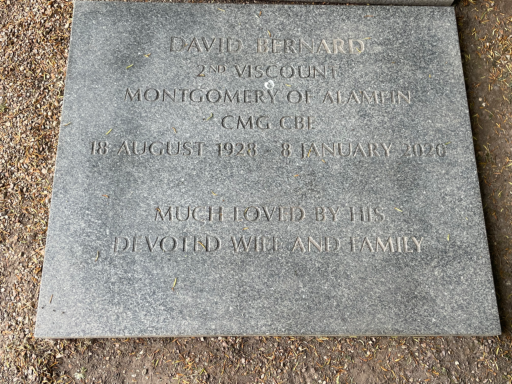 DAVID BERNARD
2ND VISCOUNT
MONTGOMERY OF ALAMEIN
CMG CBE
18 AUGUST 1928 - 8 JANUARY 2020
MUCH LOVED BY HIS
DEVOTED WIFE AND FAMILY